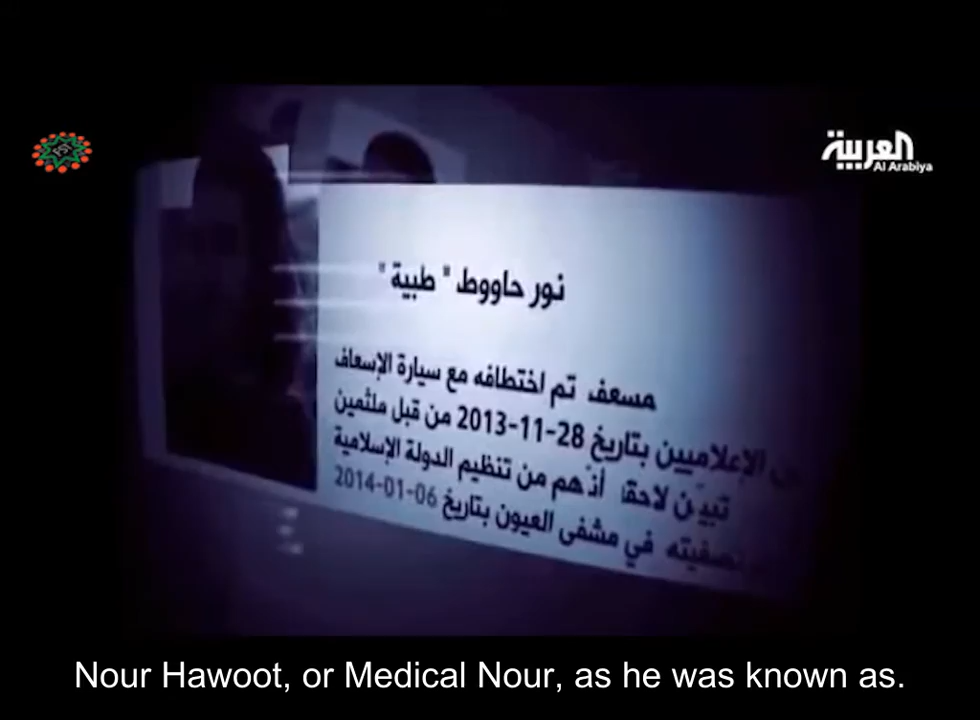 العربية
Al Arabiya
نور حاووط " طبية "
مسعف تم اختطافه مع سيارة الإسعاف
الإعلاميين بتاريخ 28-11-2013 من قبل ملثمين
تبيّن لاحقا أنهم من تنظيم الدولة الإسلامية
في مشفى العيون بتاريخ 06-01-2014
Nour Hawoot, or Medical Nour, as he was known as.